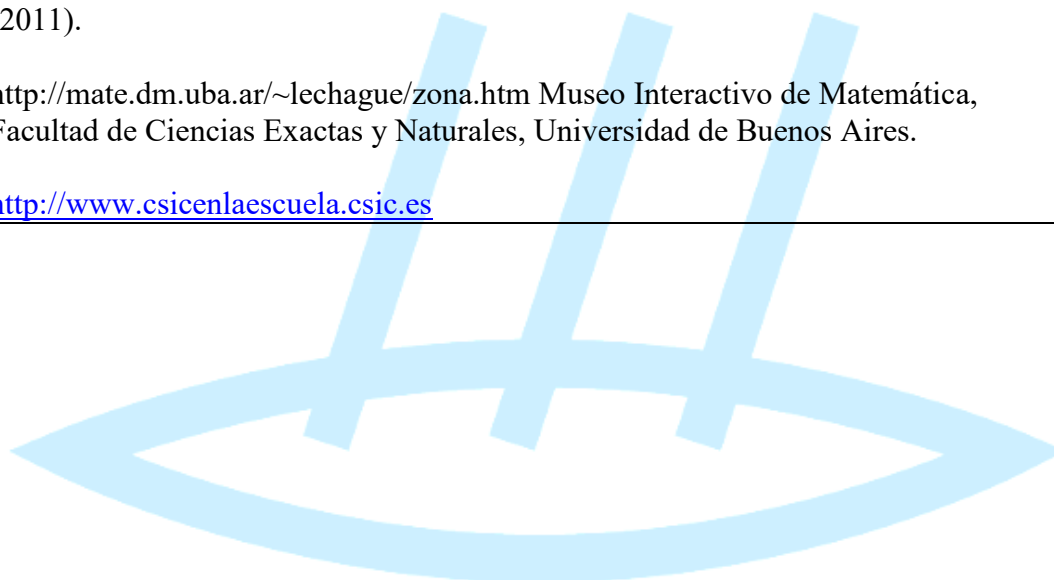 2011).
http://mate.dm.uba.ar/~lechague/zona.htm Museo Interactivo de Matemática,
Facultad de Ciencias Exactas y Naturales, Universidad de Buenos Aires.
http://www.csicenlaescuela.csic.es